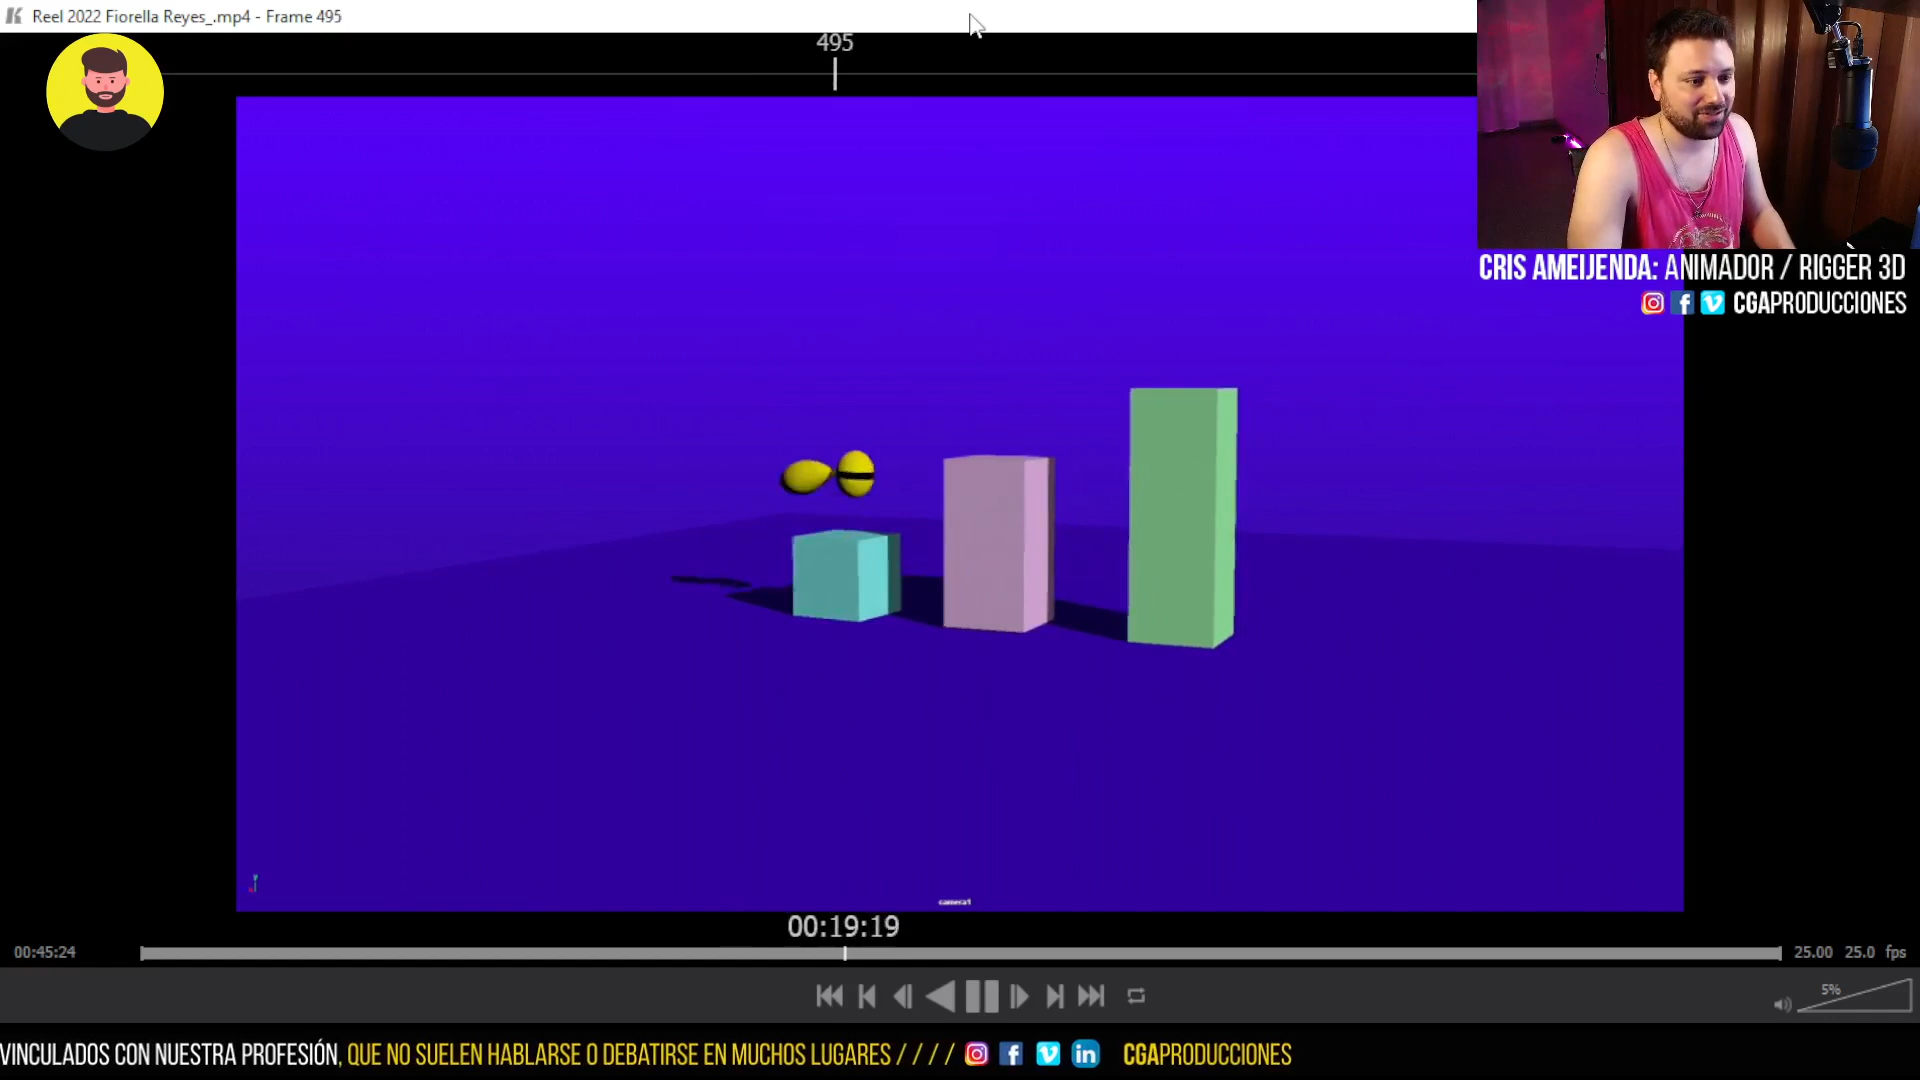 Reel 2022 Fiorella Reyes_.mp4 - Frame 495
495
CRIS AMEIJENDA: ANIMADOR / RIGGER 3D
CGAPRODUCCIONES
camera1
00:19:19
00:45:24
25.00 25.0 fps
5%
VINCULADOS CON NUESTRA PROFESIÓN, QUE NO SUELEN HABLARSE O DEBATIRSE EN MUCHOS LUGARES / / / / CGAPRODUCCIONES